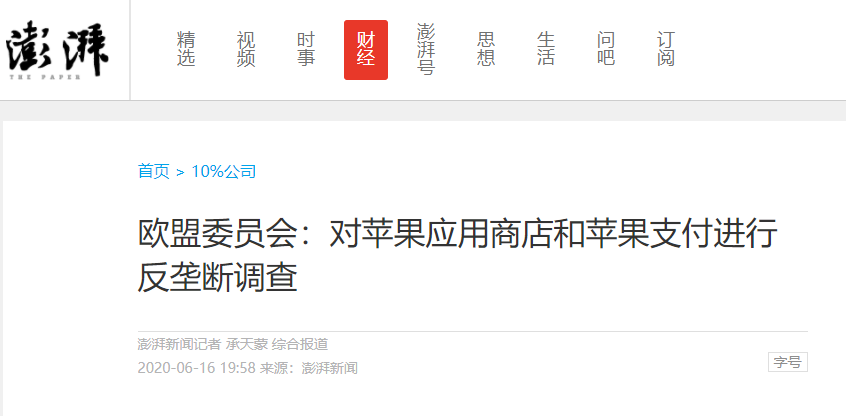 澎湃
THE PAPER
精选
视频
时事
财经
澎湃号
思想
生活
问吧
订阅
首页 > 10%公司
欧盟委员会：对苹果应用商店和苹果支付进行
反垄断调查
澎湃新闻记者 承天蒙 综合报道
2020-06-16 19:58 来源：澎湃新闻
字号